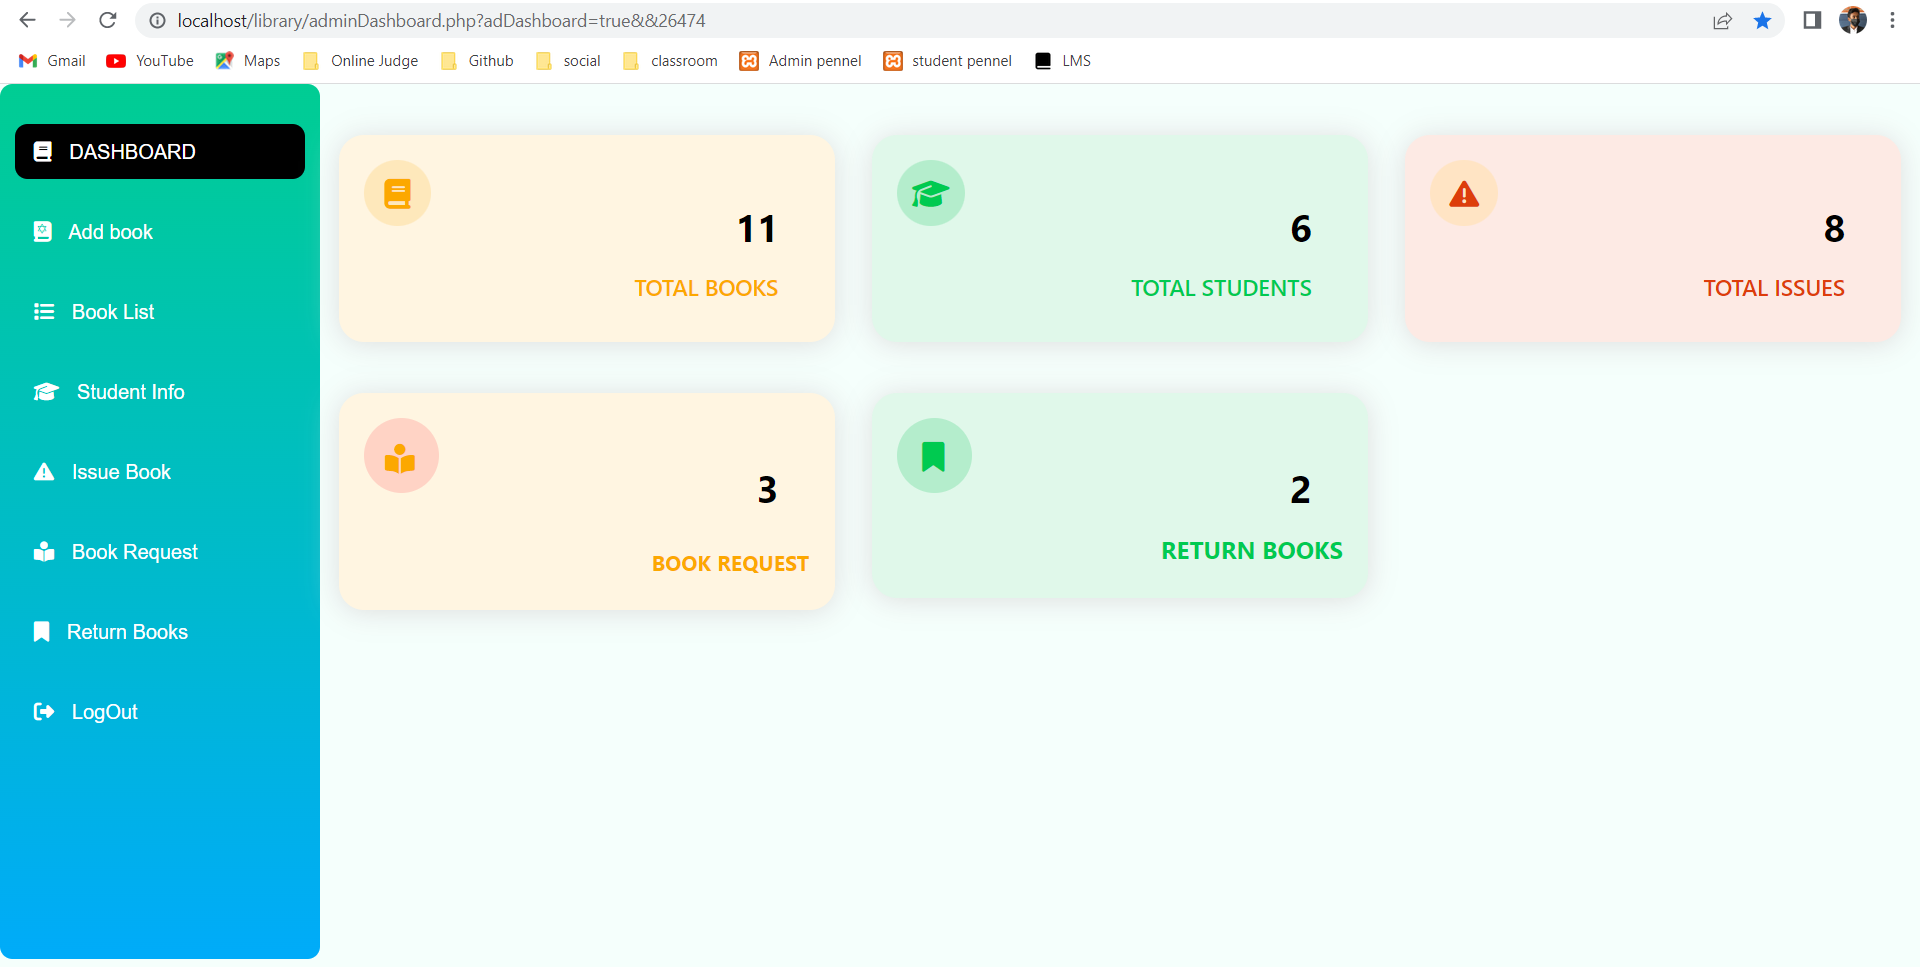 localhost/library/adminDashboard.php?adDashboard=true&&26474
Gmail YouTube Maps Online Judge Github social classroom Admin pennel student pennel LMS
DASHBOARD
Add book
Book List
Student Info
Issue Book
Book Request
Return Books
LogOut
11
TOTAL BOOKS
6
TOTAL STUDENTS
8
TOTAL ISSUES
3
BOOK REQUEST
2
RETURN BOOKS